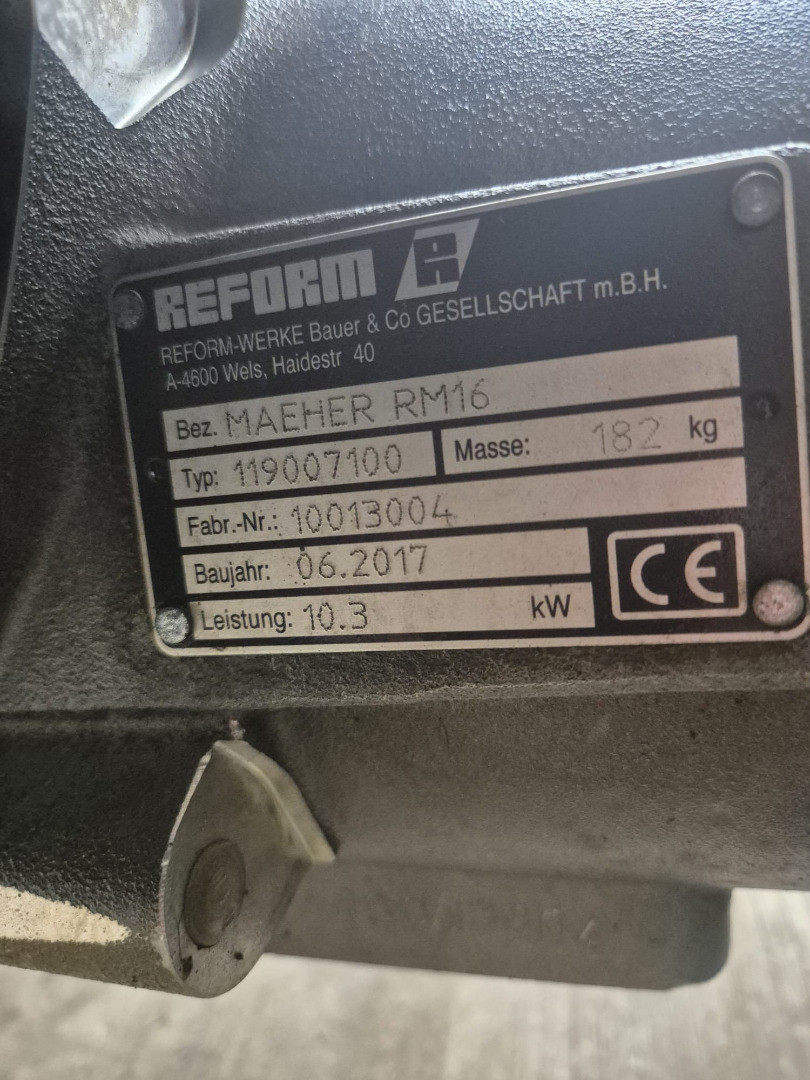 REFORM R
REFORM-WERKE Bauer & Co GESELLSCHAFT m.B.H.
A-4600 Wels, Haidestr 40
Bez. MAEHER RM16
Typ: 119007100 Masse: 182 kg
Fabr.-Nr.: 10013004
Baujahr: 06.2017
Leistung: 10.3 kW CE